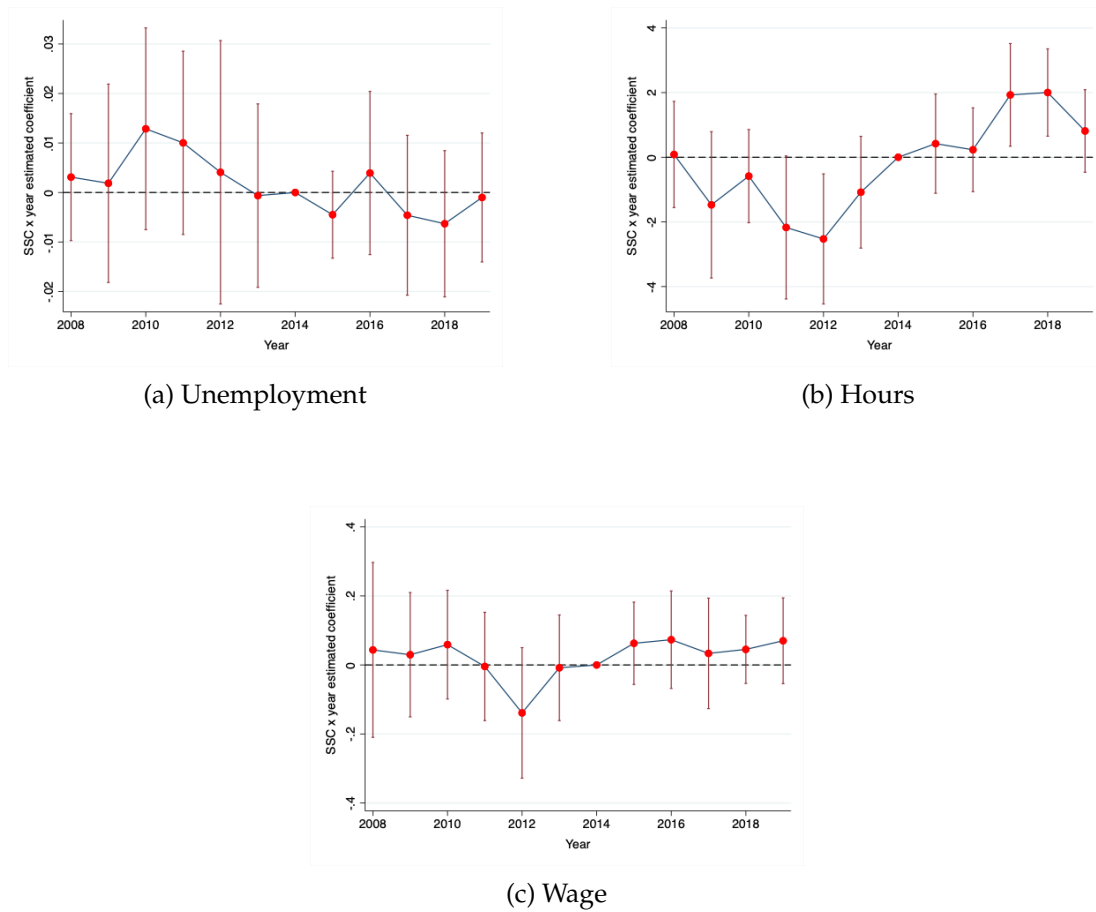 .03
.02
.01
0
-.01
-.02
SSC x year estimated coefficient
2008 2010 2012 2014 2016 2018
Year
(a) Unemployment
4
2
0
-2
-4
SSC x year estimated coefficient
2008 2010 2012 2014 2016 2018
Year
(b) Hours
.4
.2
0
-.2
-.4
SSC x year estimated coefficient
2008 2010 2012 2014 2016 2018
Year
(c) Wage